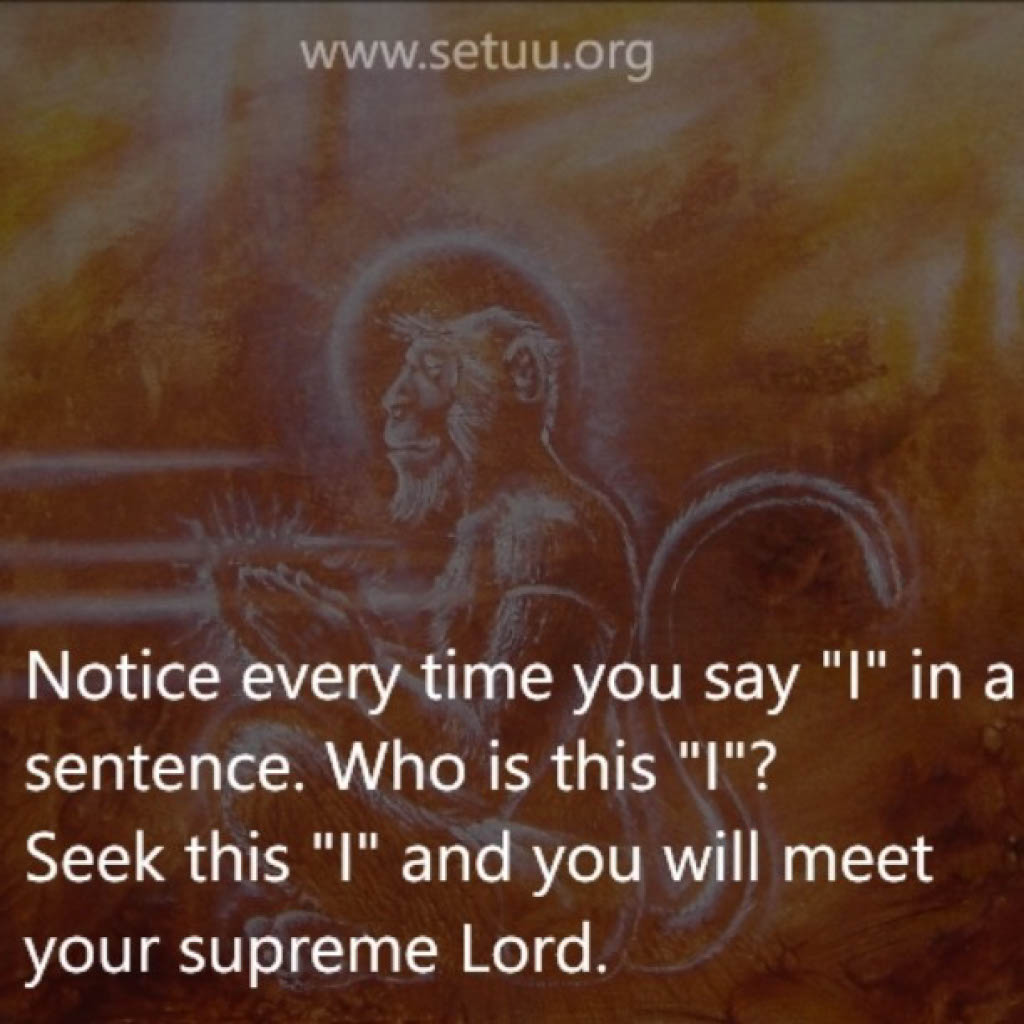 www.setuu.org
Notice every time you say "I" in a
sentence. Who is this "I"?
Seek this "I" and you will meet
your supreme Lord.